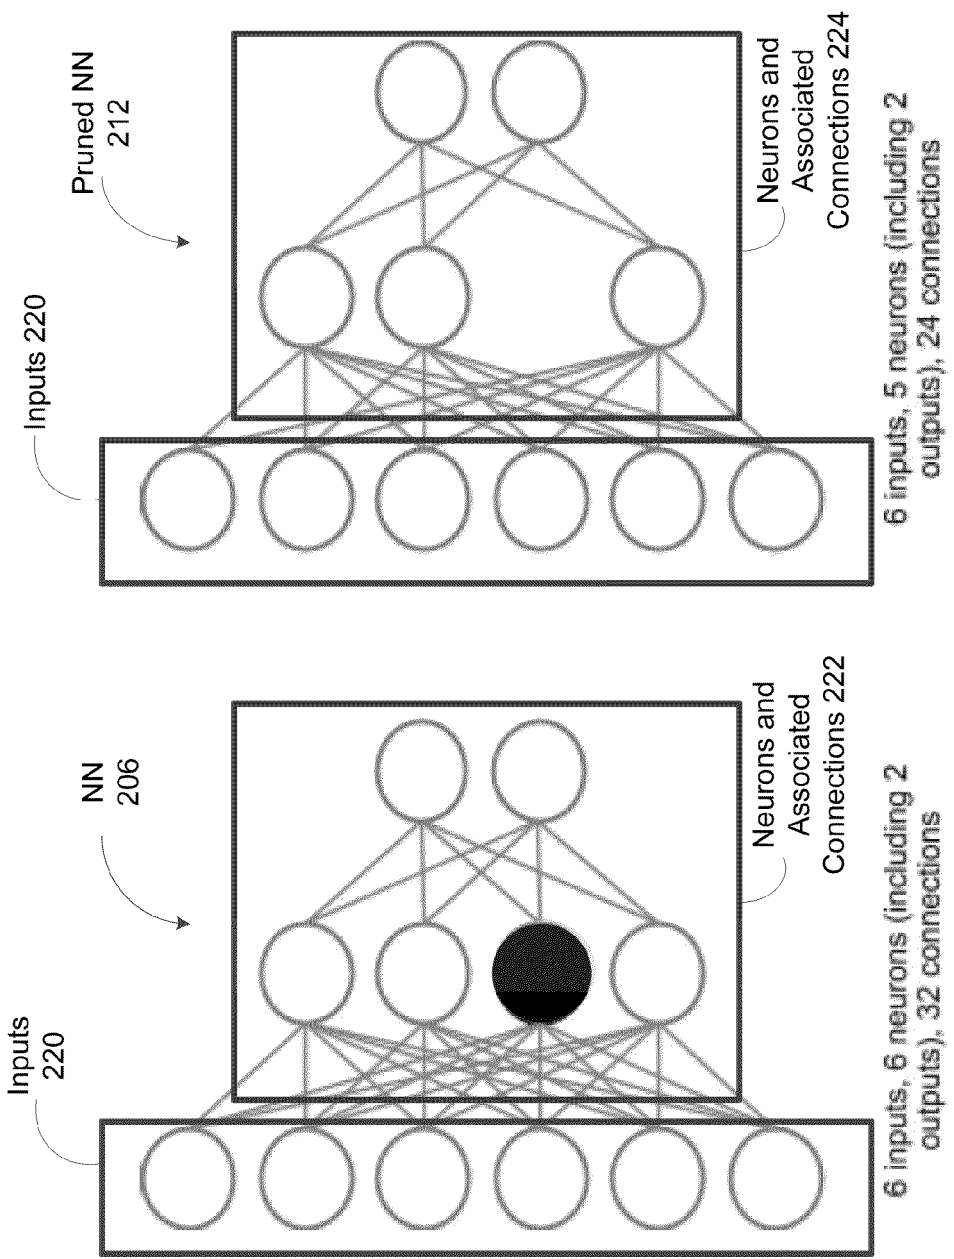 Inputs
220
NN
206
Neurons and
Associated
Connections 222
6 inputs, 6 neurons (including 2
outputs), 32 connections
Inputs 220
Pruned NN
212
Neurons and
Associated
Connections 224
6 inputs, 5 neurons (including 2
outputs), 24 connections